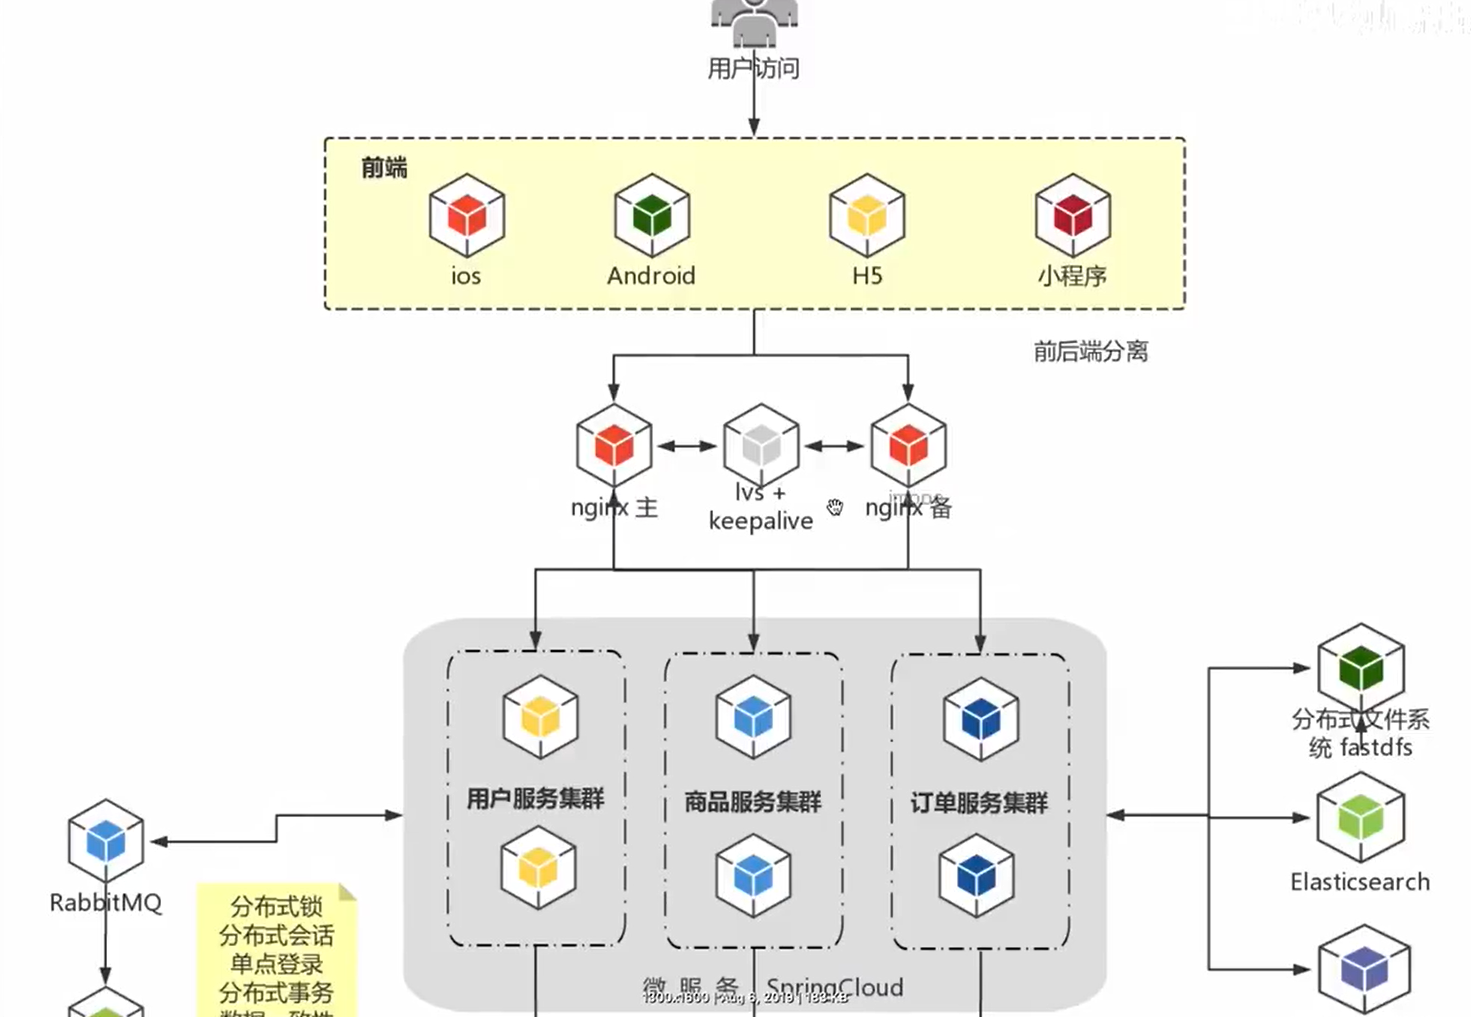 用户访问
前端
ios
Android
H5
小程序
前后端分离
nginx 主
lvs +
keepalive
nginx 备
用户服务集群
商品服务集群
订单服务集群
微 服 务 SpringCloud
1300x1600 | Aug 6, 2019 | 183 KB
RabbitMQ
分布式锁
分布式会话
单点登录
分布式事务
分布式文件系
统 fastdfs
Elasticsearch